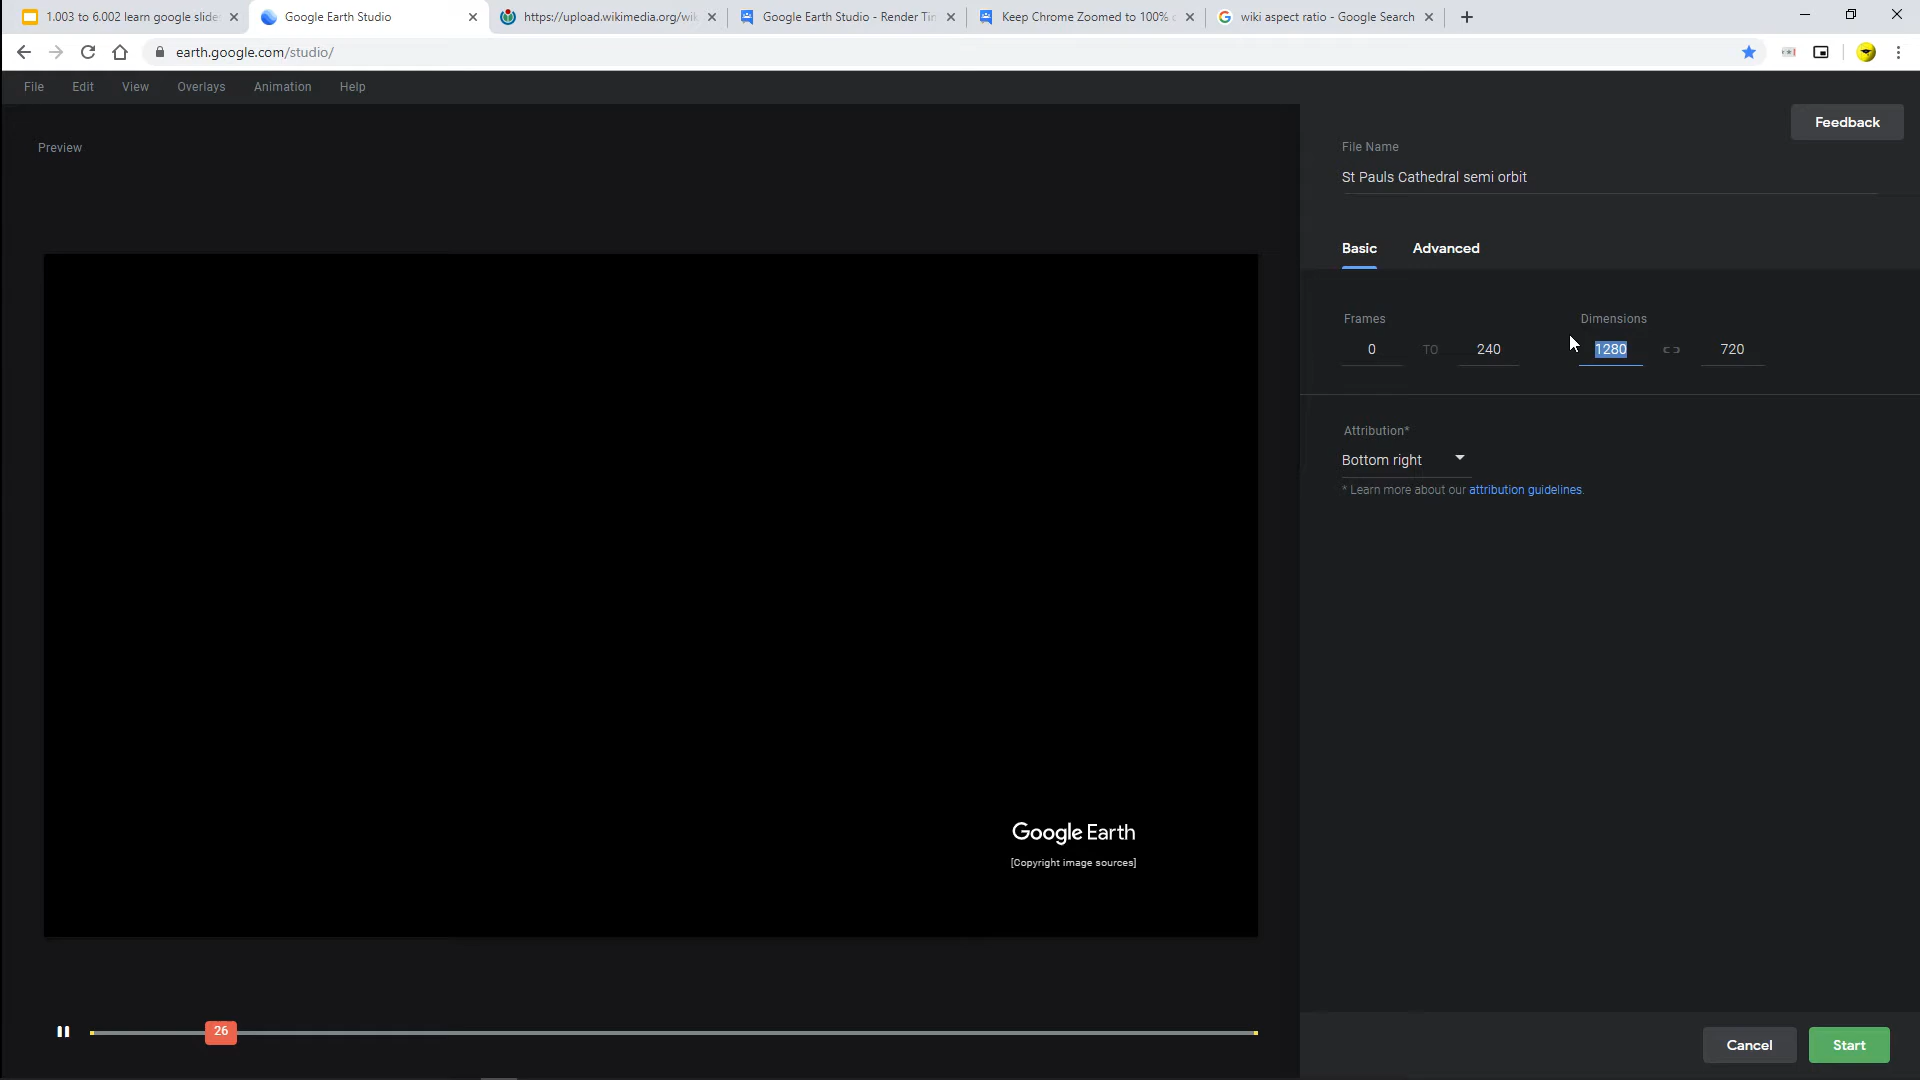 1.003 to 6.002 learn google slide
Google Earth Studio
https://upload.wikimedia.org/wik
Google Earth Studio - Render Tim
Keep Chrome Zoomed to 100%
wiki aspect ratio - Google Search
earth.google.com/studio/
File
Edit
View
Overlays
Animation
Help
Feedback
Preview
File Name
St Pauls Cathedral semi orbit
Basic
Advanced
Frames
Dimensions
0
TO
240
1280
720
Attribution*
Bottom right
* Learn more about our attribution guidelines.
Google Earth
[Copyright image sources]
26
Cancel
Start